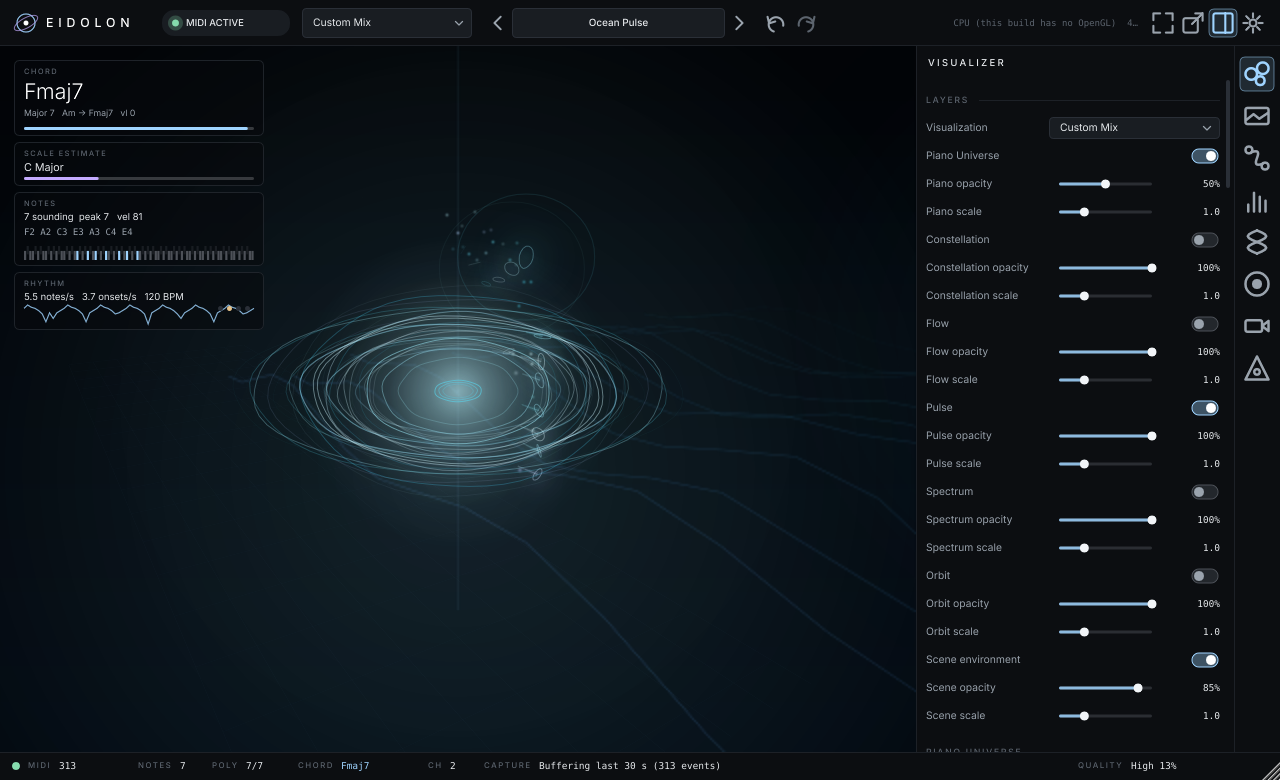 EIDOLON
MIDI ACTIVE
Custom Mix
Ocean Pulse
CPU (this build has no OpenGL) 4…
CHORD
Fmaj7
Major 7 Am → Fmaj7 vl 0
SCALE ESTIMATE
C Major
NOTES
7 sounding peak 7 vel 81
F2 A2 C3 E3 A3 C4 E4
RHYTHM
5.5 notes/s 3.7 onsets/s 120 BPM
VISUALIZER
LAYERS
Visualization Custom Mix
Piano Universe
Piano opacity 50%
Piano scale 1.0
Constellation
Constellation opacity 100%
Constellation scale 1.0
Flow
Flow opacity 100%
Flow scale 1.0
Pulse
Pulse opacity 100%
Pulse scale 1.0
Spectrum
Spectrum opacity 100%
Spectrum scale 1.0
Orbit
Orbit opacity 100%
Orbit scale 1.0
Scene environment
Scene opacity 85%
Scene scale 1.0
PIANO UNIVERSE
MIDI 313
NOTES 7
POLY 7/7
CHORD Fmaj7
CH 2
CAPTURE Buffering last 30 s (313 events)
QUALITY High 13%